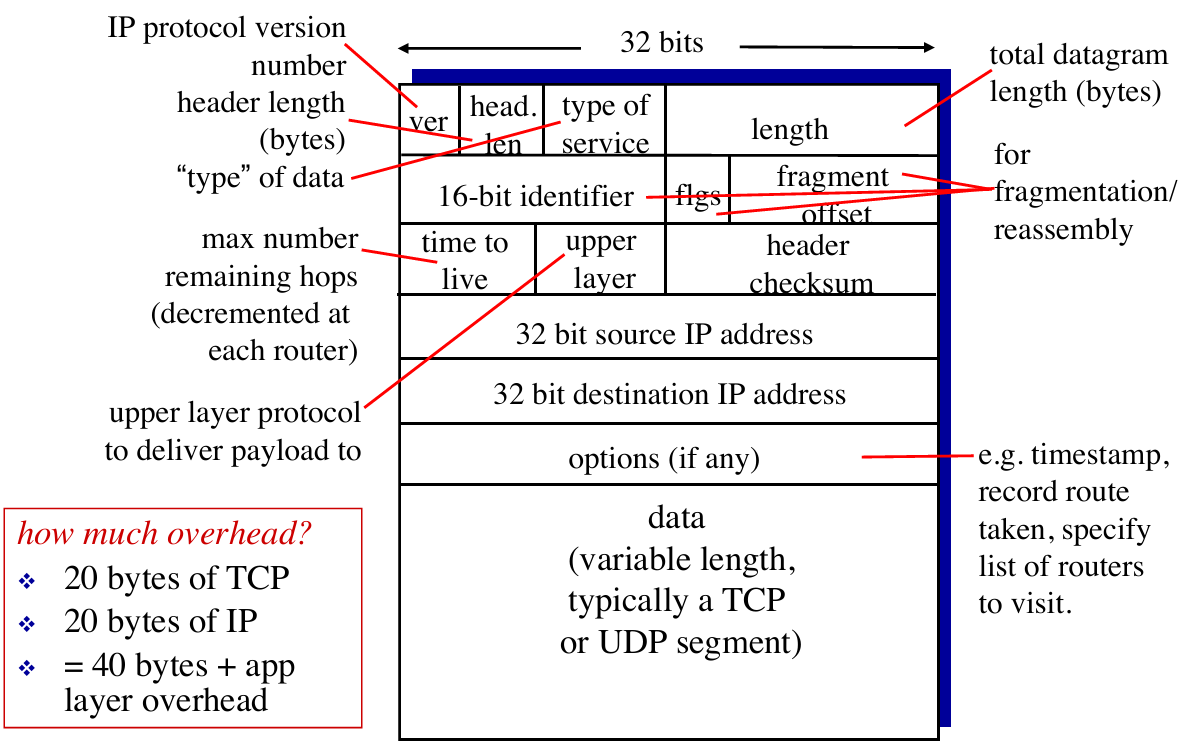 IP protocol version
number
header length
(bytes)
“type” of data
max number
remaining hops
(decremented at
each router)
upper layer protocol
to deliver payload to
how much overhead?
❖ 20 bytes of TCP
❖ 20 bytes of IP
❖ = 40 bytes + app
layer overhead
32 bits
ver
head.
len
type of
service
length
16-bit identifier
flgs
fragment
offset
time to
live
upper
layer
header
checksum
32 bit source IP address
32 bit destination IP address
options (if any)
data
(variable length,
typically a TCP
or UDP segment)
total datagram
length (bytes)
for
fragmentation/
reassembly
e.g. timestamp,
record route
taken, specify
list of routers
to visit.